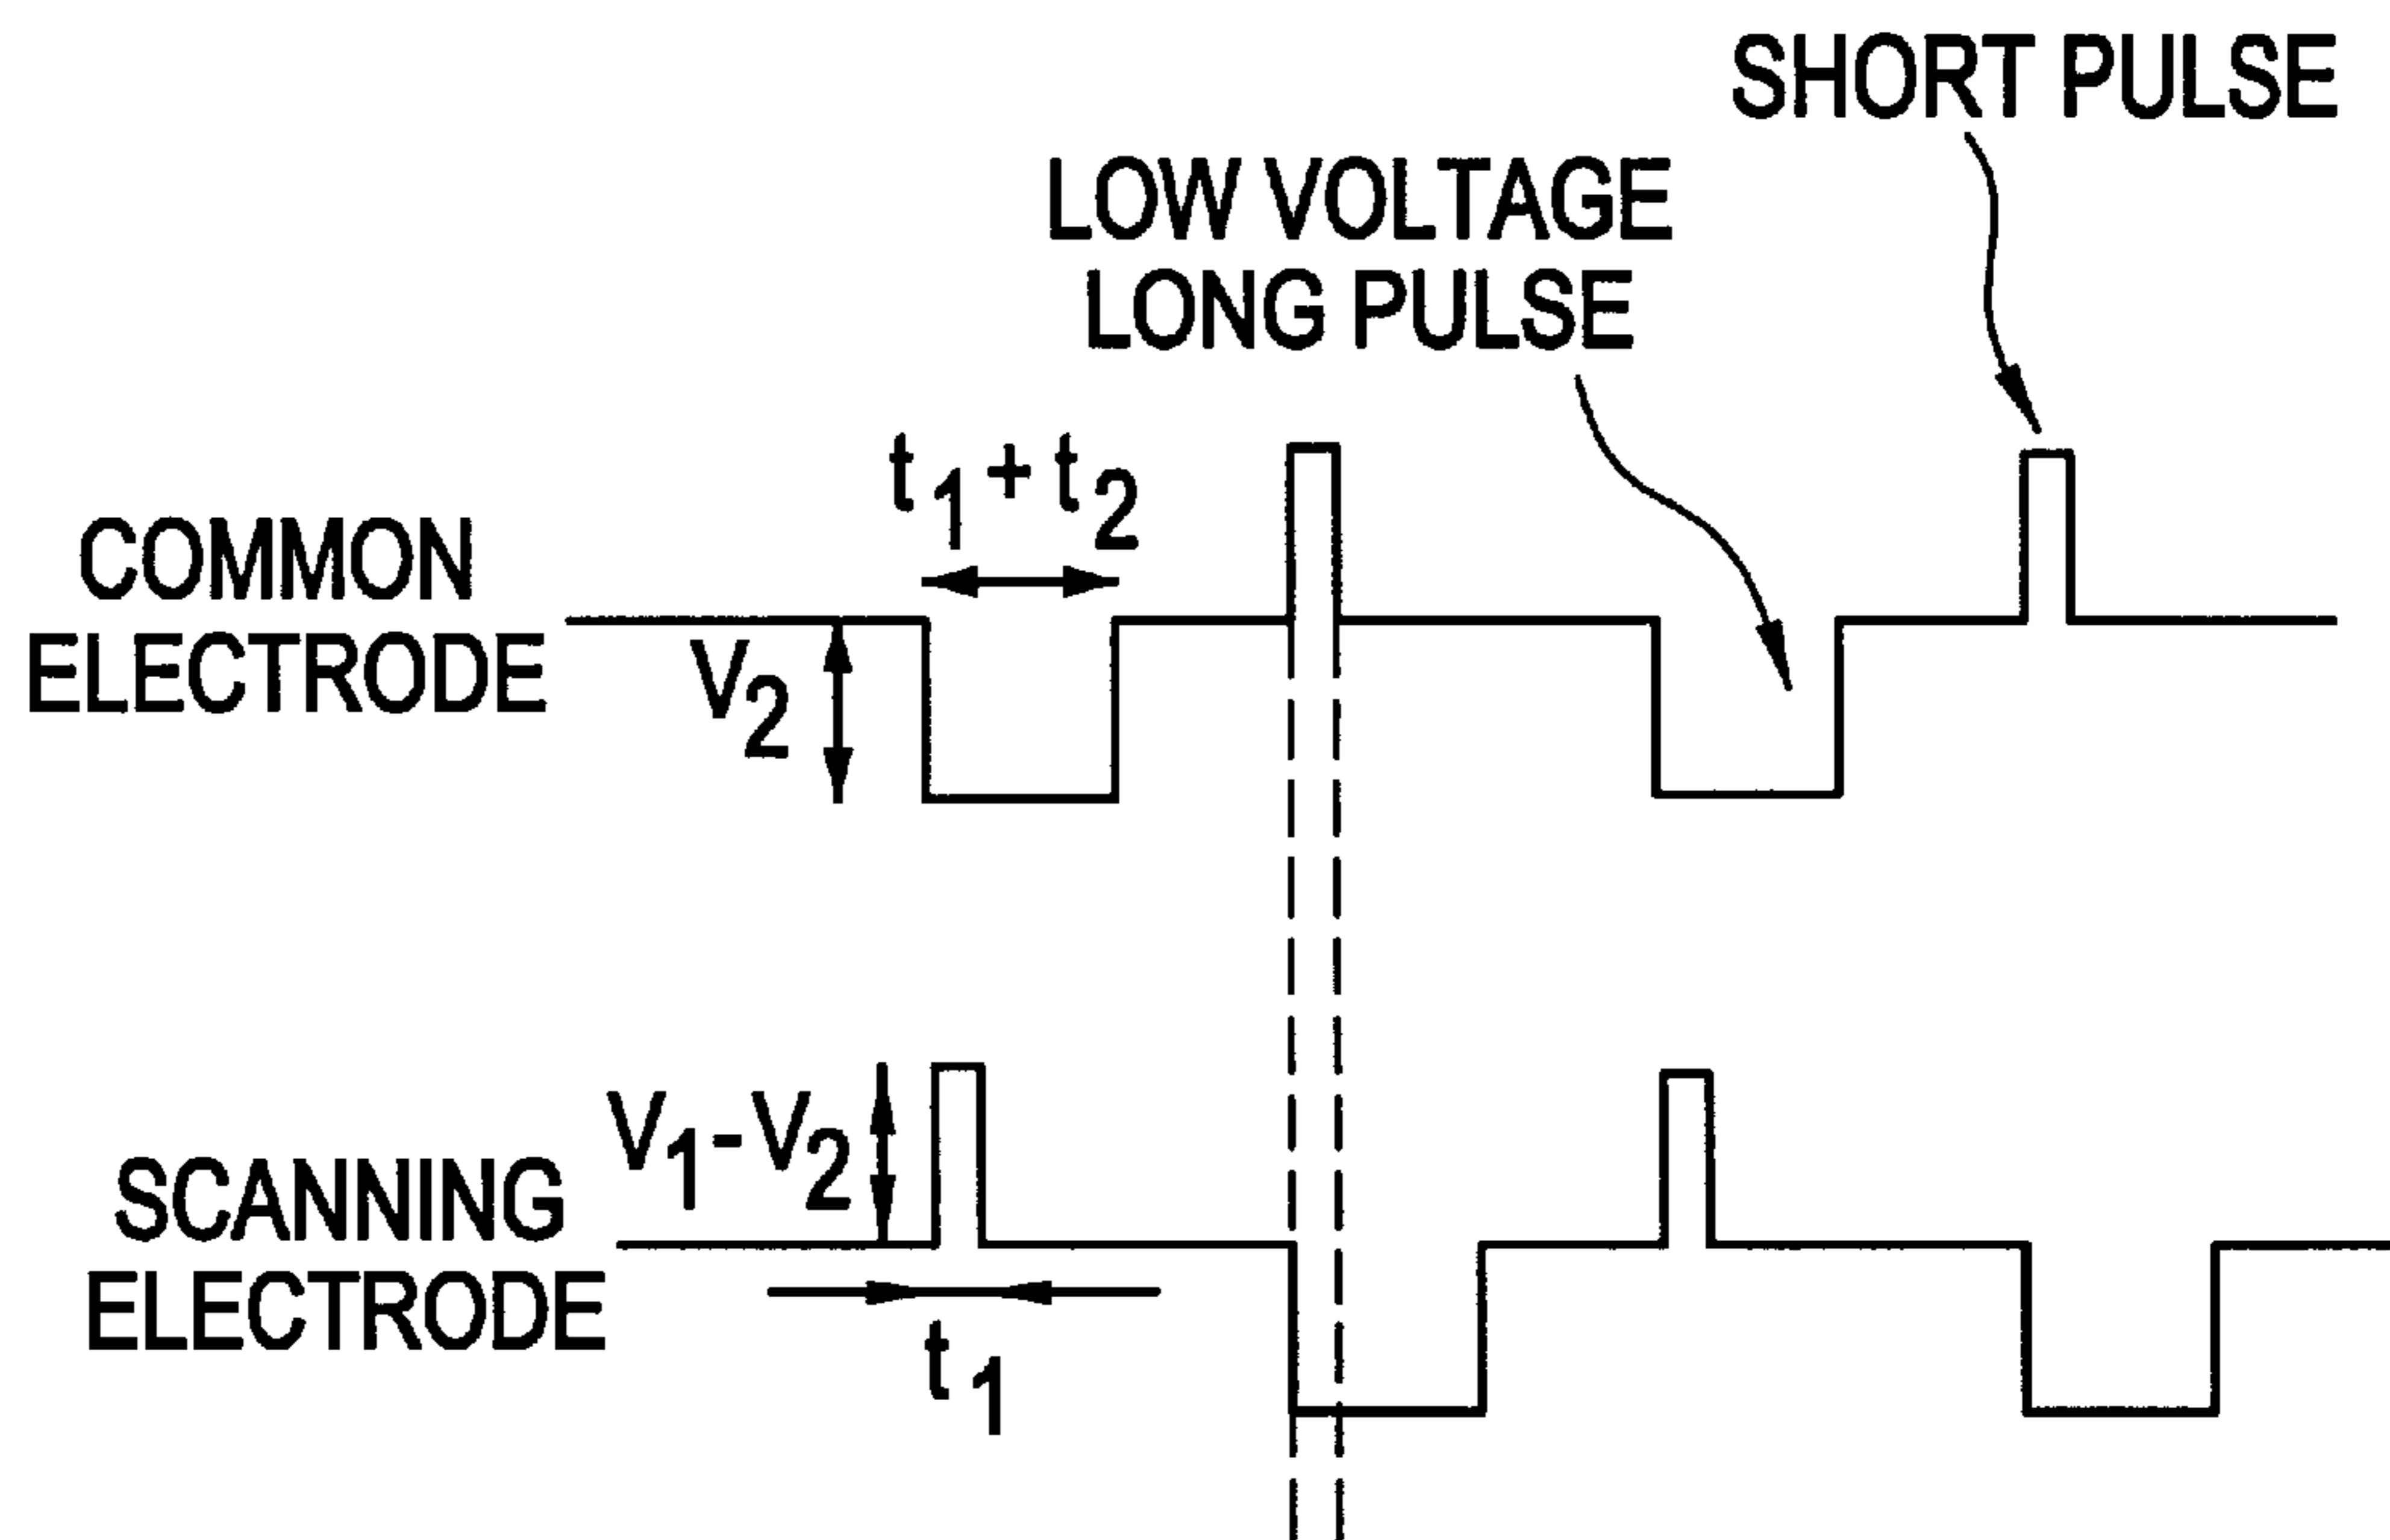 SHORT PULSE
LOW VOLTAGE
LONG PULSE
t1+t2
COMMON
ELECTRODE
V2
V1-V2
SCANNING
ELECTRODE
t1